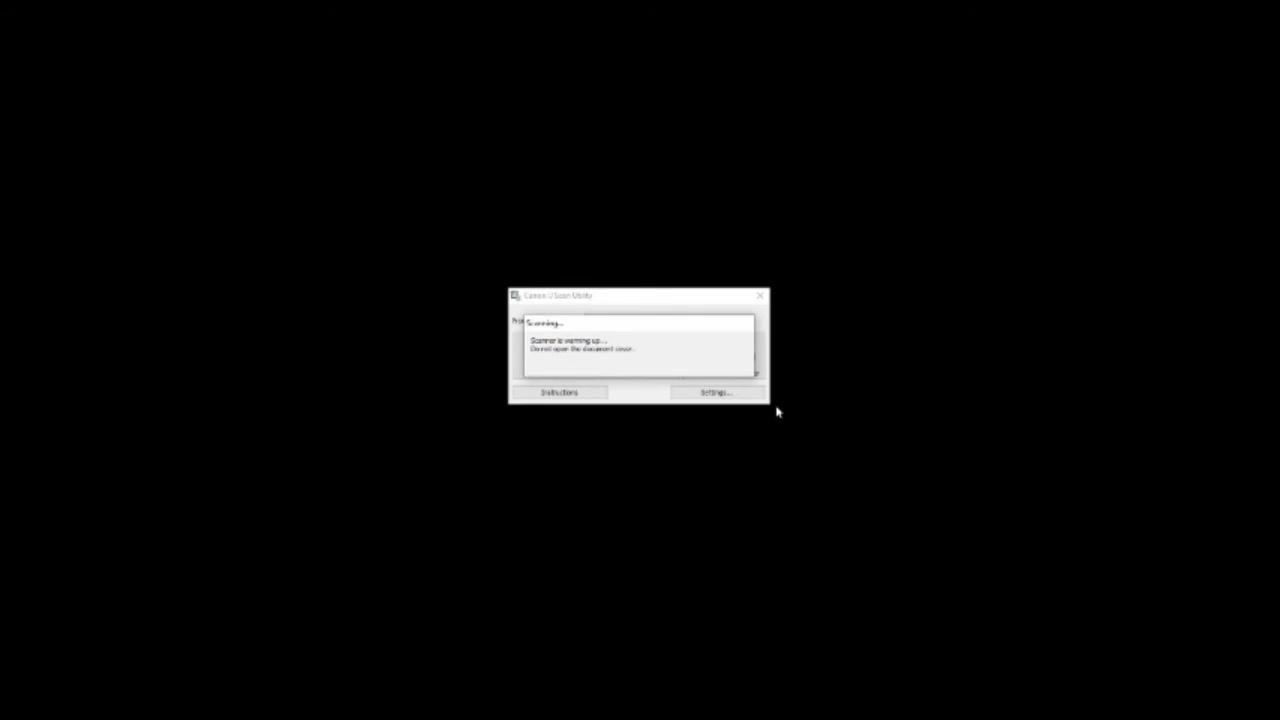 Canon IJ Scan Utility
Scanning...
Scanner is warming up...
Do not open the document cover.
Instructions
Settings...